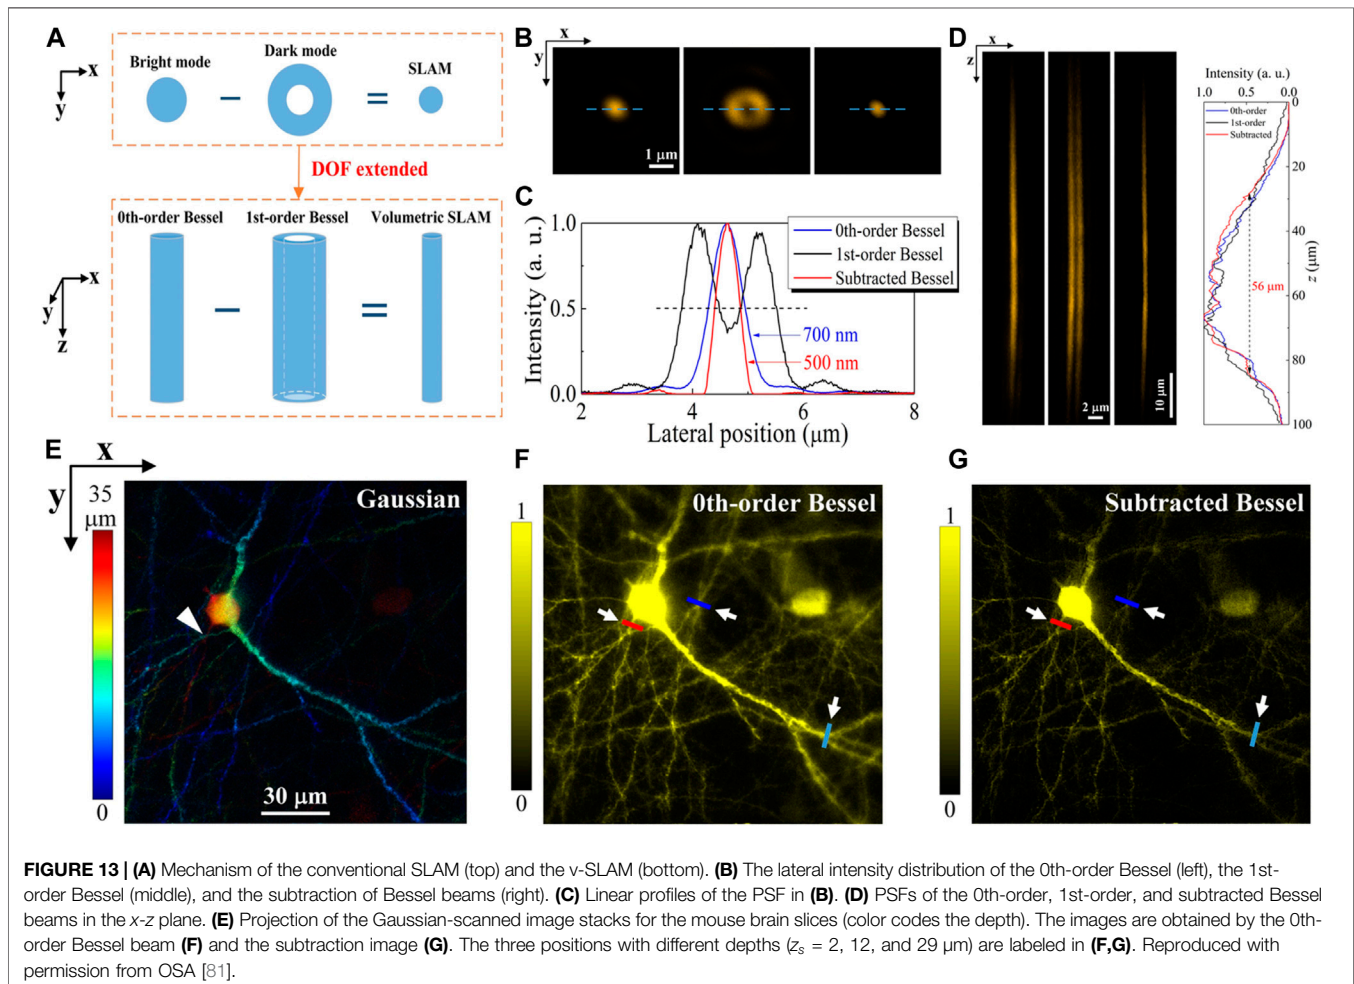 A
Bright mode
Dark mode
SLAM
x
y
DOF extended
0th-order Bessel
1st-order Bessel
Volumetric SLAM
x
y
z
B
x
y
1 μm
C
1.0
0.5
0.0
Intensity (a. u.)
0th-order Bessel
1st-order Bessel
Subtracted Bessel
700 nm
500 nm
2
4
6
8
Lateral position (μm)
D
x
z
2 μm
10 μm
Intensity (a. u.)
1.0
0.5
0.0
0th-order
1st-order
Subtracted
0
20
40
60
80
100
z (μm)
56 μm
E
x
y
35
μm
0
Gaussian
30 μm
F
1
0
0th-order Bessel
G
1
0
Subtracted Bessel
FIGURE 13 | (A) Mechanism of the conventional SLAM (top) and the v-SLAM (bottom). (B) The lateral intensity distribution of the 0th-order Bessel (left), the 1st-
order Bessel (middle), and the subtraction of Bessel beams (right). (C) Linear profiles of the PSF in (B). (D) PSFs of the 0th-order, 1st-order, and subtracted Bessel
beams in the x-z plane. (E) Projection of the Gaussian-scanned image stacks for the mouse brain slices (color codes the depth). The images are obtained by the 0th-
order Bessel beam (F) and the subtraction image (G). The three positions with different depths (zs = 2, 12, and 29 μm) are labeled in (F,G). Reproduced with
permission from OSA [81].